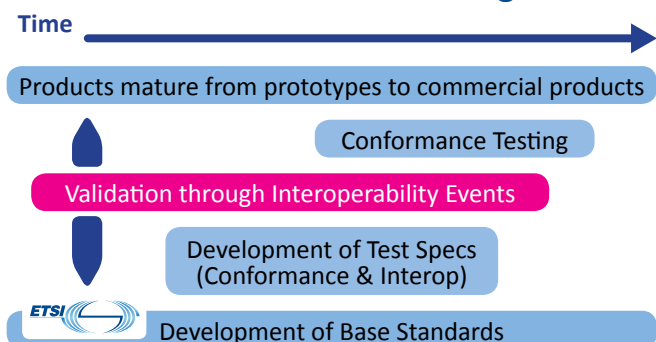 Time
Products mature from prototypes to commercial products
Conformance Testing
Validation through Interoperability Events
Development of Test Specs
(Conformance & Interop)
ETSI
Development of Base Standards